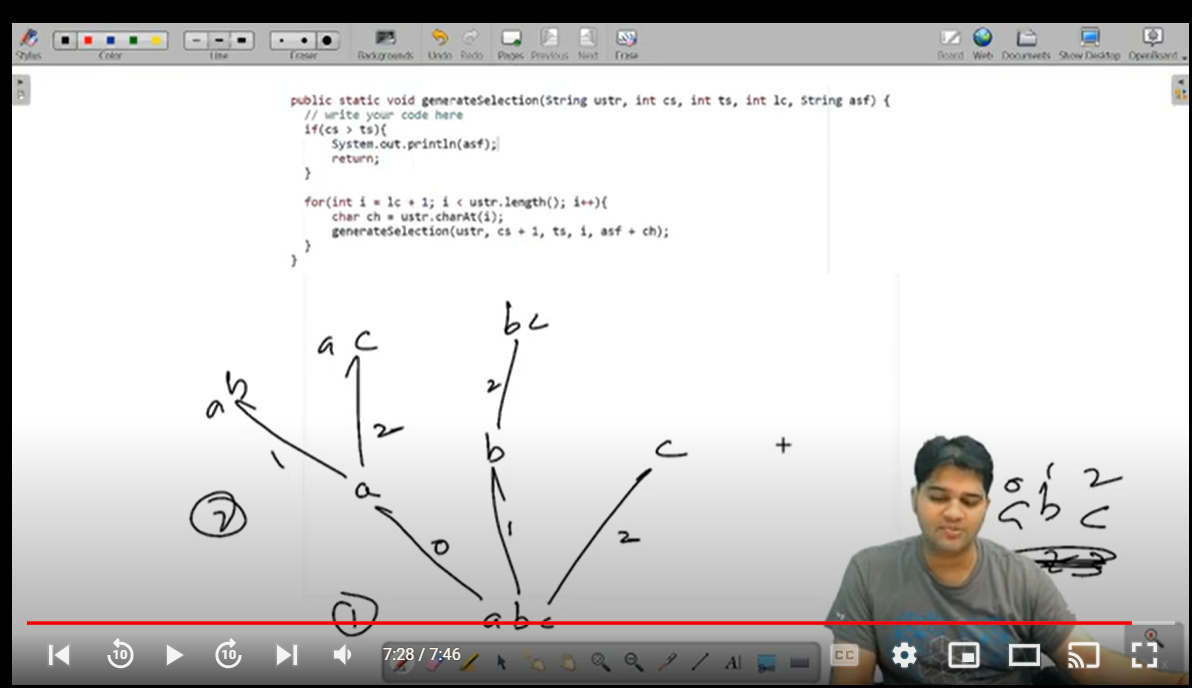 Stylus Color Line Eraser Backgrounds Undo Redo Pages Previous Next Erase Board Web Documents Show Desktop OpenBoard
public static void generateSelection(String ustr, int cs, int ts, int lc, String asf) {
// write your code here
if(cs > ts){
System.out.println(asf);
return;
}
for(int i = lc + 1; i < ustr.length(); i++){
char ch = ustr.charAt(i);
generateSelection(ustr, cs + 1, ts, i, asf + ch);
}
}
bc
a c
ab
2
2
b c +
1
a
0 1 2
a b c
2
0 1 2
1
abc
10 10 7:28 / 7:46 CC